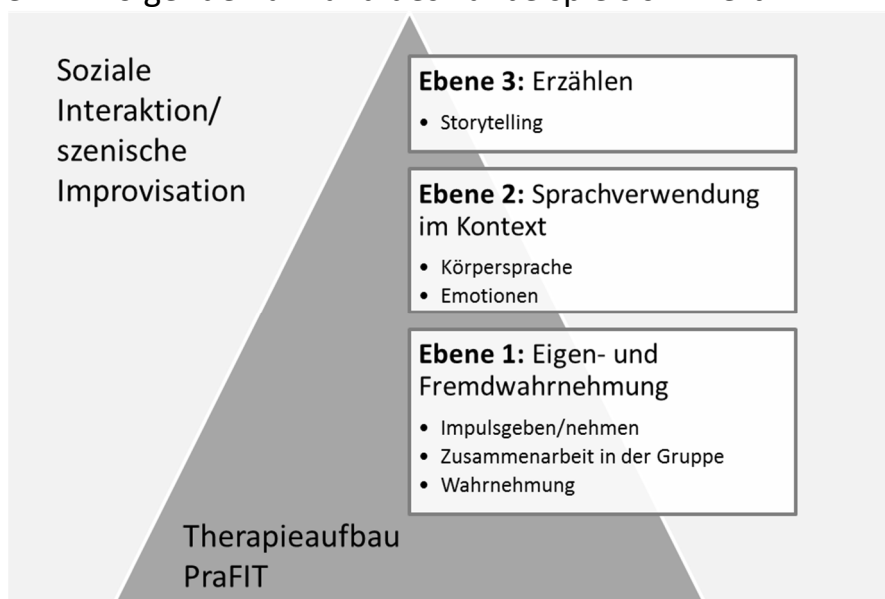 Soziale
Interaktion/
szenische
Improvisation
Ebene 3: Erzählen
• Storytelling
Ebene 2: Sprachverwendung
im Kontext
• Körpersprache
• Emotionen
Ebene 1: Eigen- und
Fremdwahrnehmung
• Impulsgeben/nehmen
• Zusammenarbeit in der Gruppe
• Wahrnehmung
Therapieaufbau
PraFIT